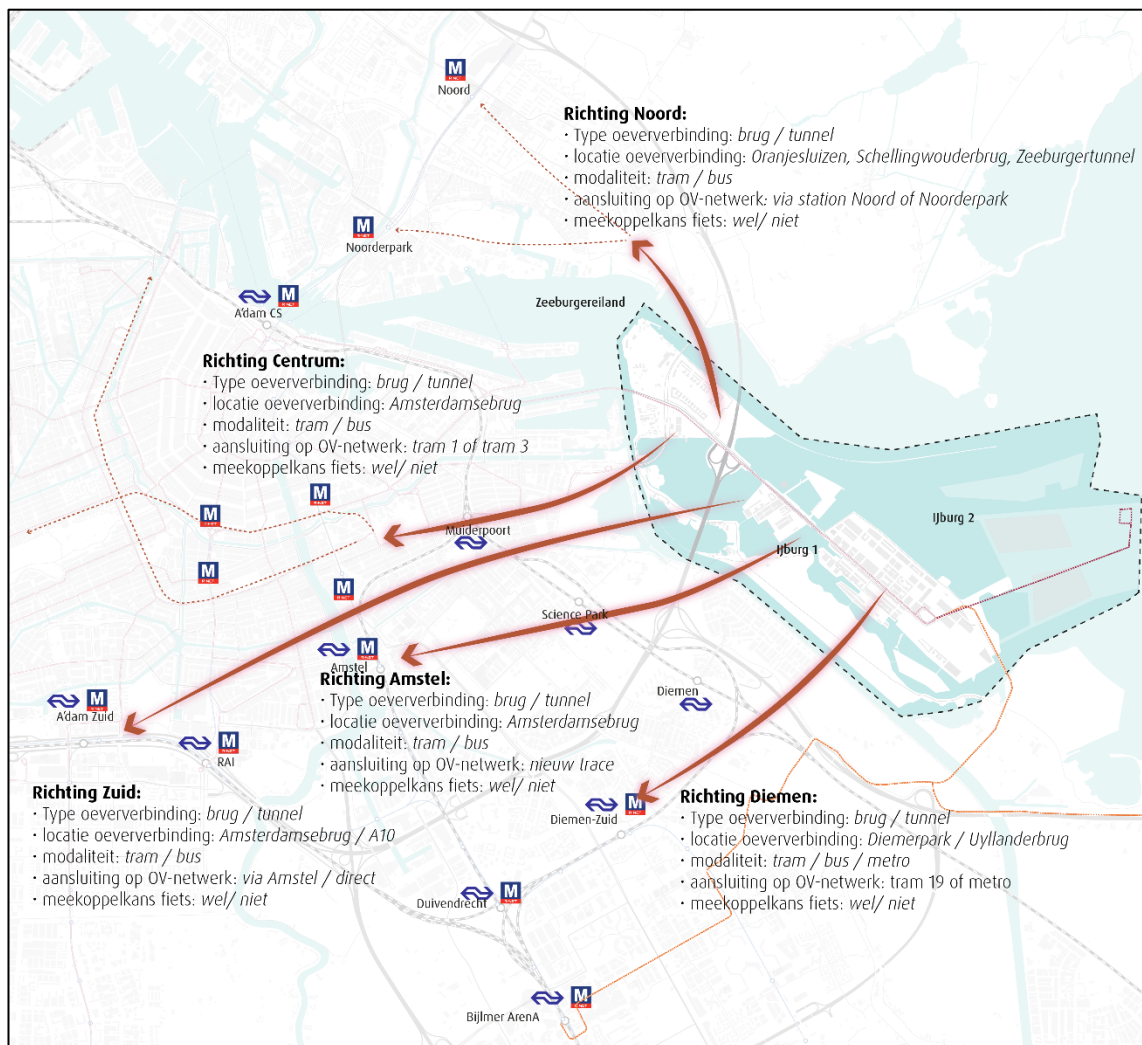 M
Noord
Richting Noord:
· Type oeververbinding: brug / tunnel
· locatie oeververbinding: Oranjesluizen, Schellingwouderbrug, Zeeburgertunnel
· modaliteit: tram / bus
· aansluiting op OV-netwerk: via station Noord of Noorderpark
· meekoppelkans fiets: wel/ niet
M
Noorderpark
M
A'dam CS
Zeeburgereiland
Richting Centrum:
· Type oeververbinding: brug / tunnel
· locatie oeververbinding: Amsterdamsebrug
· modaliteit: tram / bus
· aansluiting op OV-netwerk: tram 1 of tram 3
· meekoppelkans fiets: wel/ niet
M
M
M
M
Muiderpoort
IJburg 2
IJburg 1
Science Park
M
Amstel
Richting Amstel:
· Type oeververbinding: brug / tunnel
· locatie oeververbinding: Amsterdamsebrug
· modaliteit: tram / bus
· aansluiting op OV-netwerk: nieuw trace
· meekoppelkans fiets: wel/ niet
Diemen
M
A'dam Zuid
M
RAI
Richting Zuid:
· Type oeververbinding: brug / tunnel
· locatie oeververbinding: Amsterdamsebrug / A10
· modaliteit: tram / bus
· aansluiting op OV-netwerk: via Amstel / direct
· meekoppelkans fiets: wel/ niet
M
Diemen-Zuid
Richting Diemen:
· Type oeververbinding: brug / tunnel
· locatie oeververbinding: Diemerpark / Uyllanderbrug
· modaliteit: tram / bus / metro
· aansluiting op OV-netwerk: tram 19 of metro
· meekoppelkans fiets: wel/ niet
M
Duivendrecht
M
Bijlmer ArenA